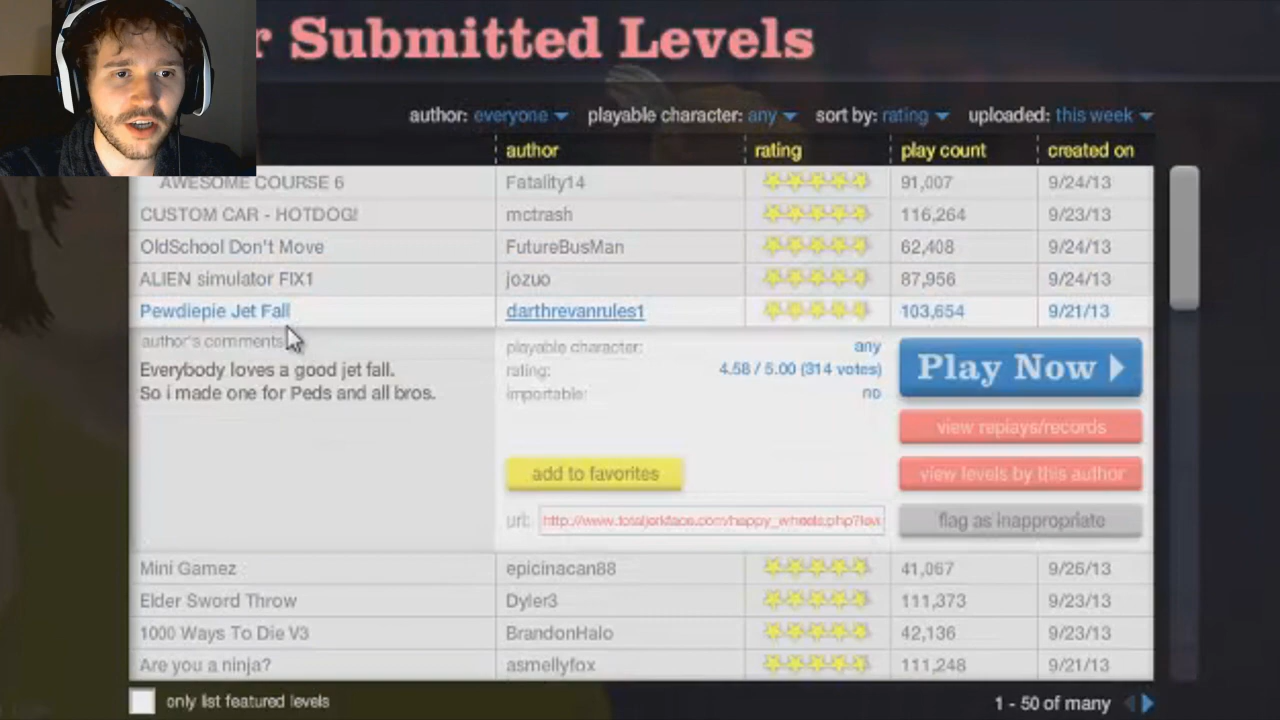 r Submitted Levels
author: everyone playable character: any sort by: rating uploaded: this week
author rating play count created on
AWESOME COURSE 6 Fatality14 91,007 9/24/13
CUSTOM CAR - HOTDOG! mctrash 116,264 9/23/13
OldSchool Don't Move FutureBusMan 62,408 9/24/13
ALIEN simulator FIX1 jozuo 87,956 9/24/13
Pewdiepie Jet Fall darthrevanrules1 103,654 9/21/13
author's comments playable character: any Play Now
Everybody loves a good jet fall. rating: 4.58 / 5.00 (314 votes)
So i made one for Peds and all bros. importable: no
view replays/records
add to favorites view levels by this author
url: http://www.totaljerkface.com/happy_wheels.php?lev flag as inappropriate
Mini Gamez epicinacan88 41,067 9/26/13
Elder Sword Throw Dyler3 111,373 9/23/13
1000 Ways To Die V3 BrandonHalo 42,136 9/23/13
Are you a ninja? asmellyfox 111,248 9/21/13
only list featured levels 1 - 50 of many